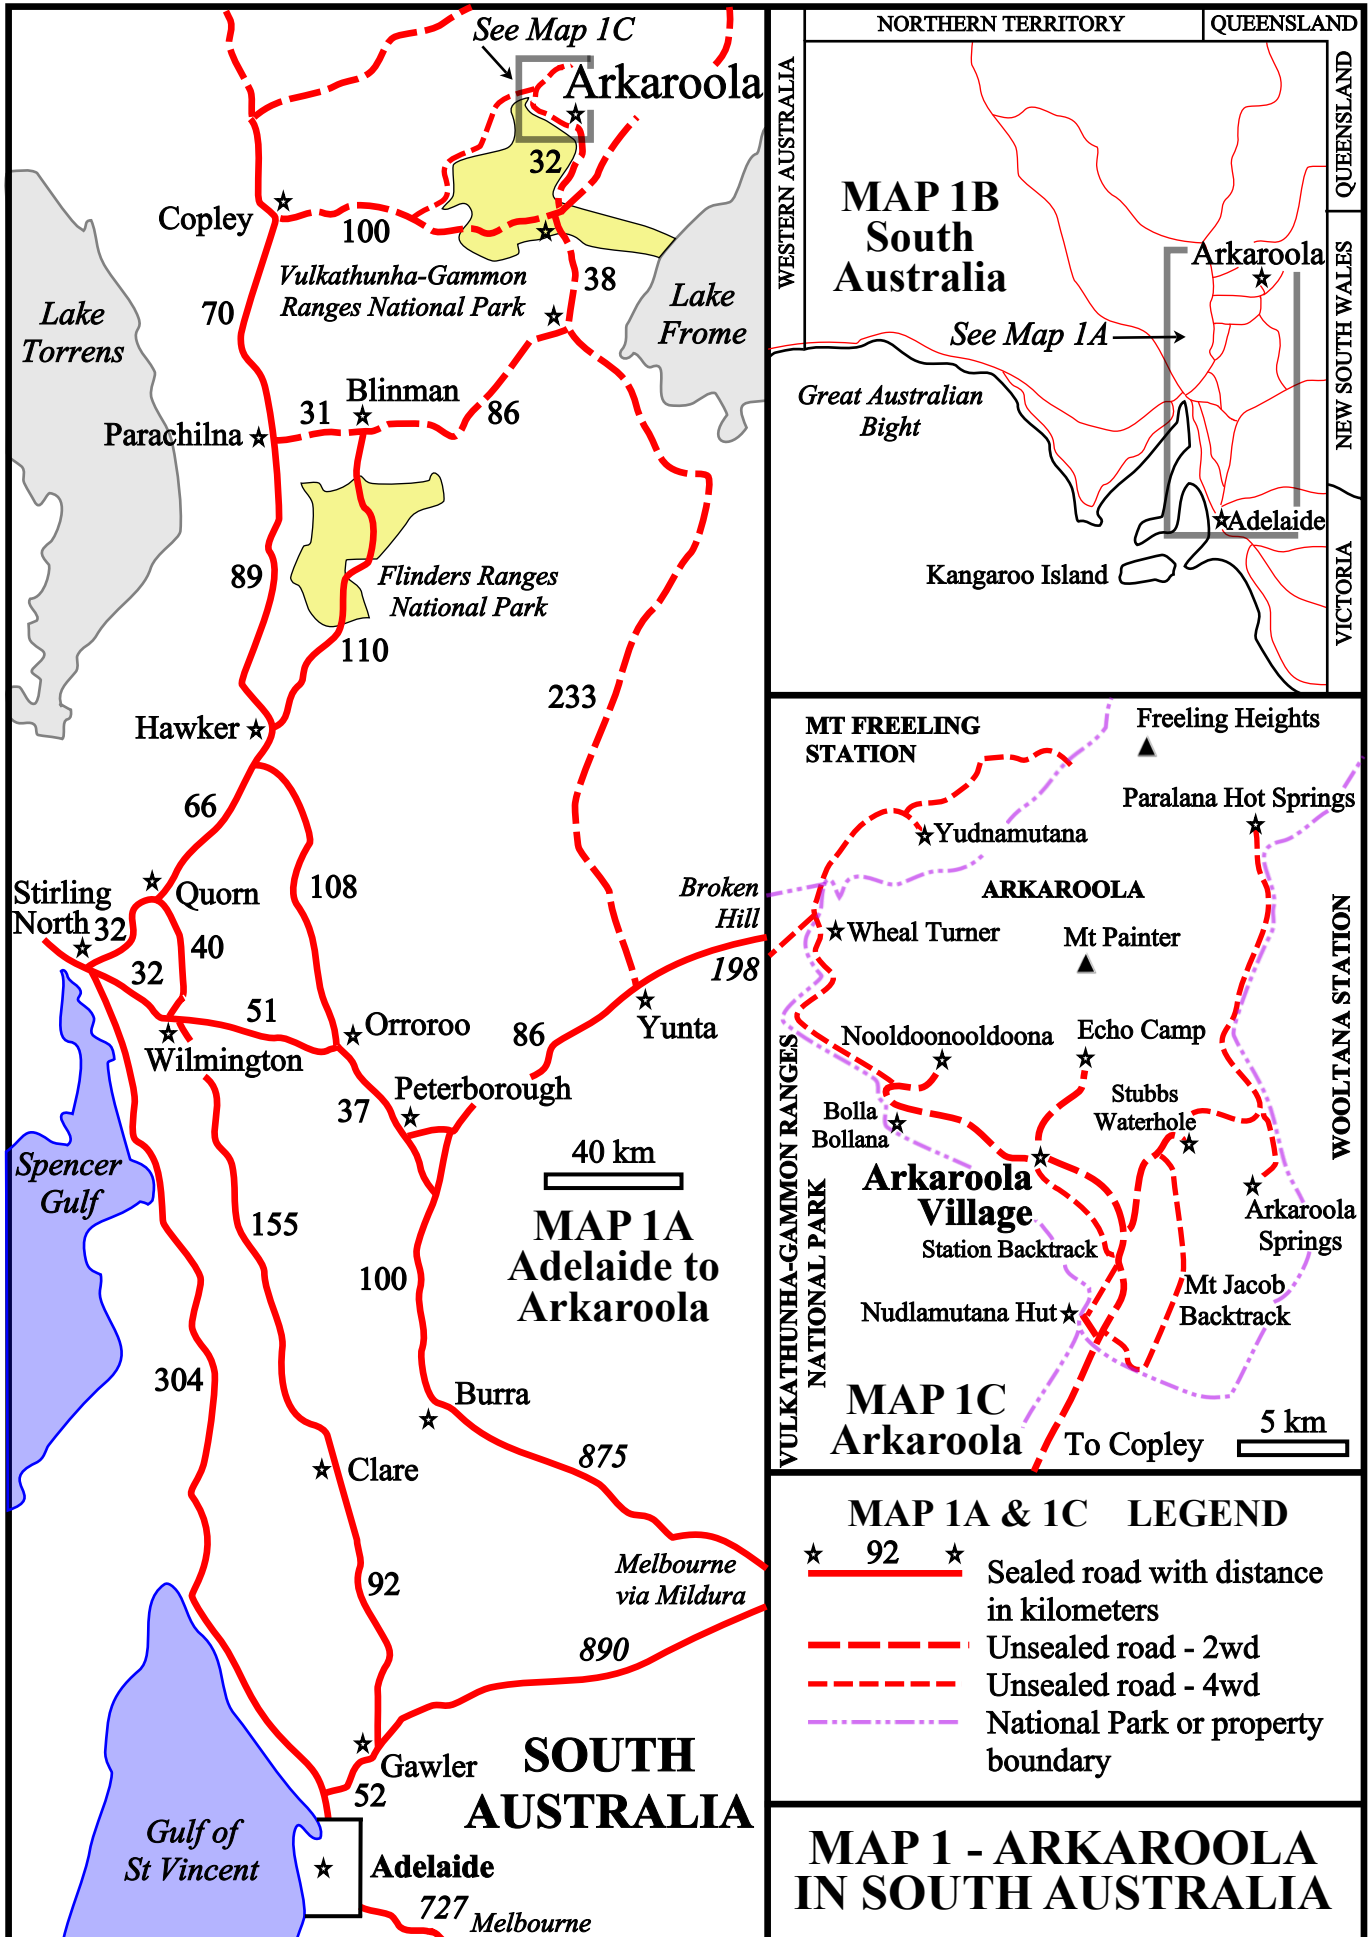 See Map 1C
Arkaroola
32
Copley
100
Vulkathunha-Gammon
Ranges National Park
38
70
Lake
Torrens
Lake
Frome
Blinman
31
86
Parachilna
89
Flinders Ranges
National Park
110
233
Hawker
66
108
Stirling
North
32
Quorn
40
32
51
Wilmington
Orroroo
Broken
Hill
198
Yunta
86
Peterborough
37
40 km
MAP 1A
Adelaide to
Arkaroola
Spencer
Gulf
155
100
304
Burra
875
Clare
92
Melbourne
via Mildura
890
Gawler
52
SOUTH
AUSTRALIA
Gulf of
St Vincent
Adelaide
727
Melbourne
NORTHERN TERRITORY
QUEENSLAND
WESTERN AUSTRALIA
QUEENSLAND
MAP 1B
South
Australia
Arkaroola
See Map 1A
NEW SOUTH WALES
Great Australian
Bight
Adelaide
Kangaroo Island
VICTORIA
MT FREELING
STATION
Freeling Heights
Paralana Hot Springs
Yudnamutana
ARKAROOLA
Wheal Turner
Mt Painter
WOOLTANA STATION
Nooldoonooldoona
Echo Camp
Stubbs
Waterhole
Bolla
Bollana
Arkaroola
Village
Station Backtrack
Arkaroola
Springs
Mt Jacob
Backtrack
Nudlamutana Hut
VULKATHUNHA-GAMMON RANGES
NATIONAL PARK
MAP 1C
Arkaroola
To Copley
5 km
MAP 1A & 1C LEGEND
92
Sealed road with distance
in kilometers
Unsealed road - 2wd
Unsealed road - 4wd
National Park or property
boundary
MAP 1 - ARKAROOLA
IN SOUTH AUSTRALIA